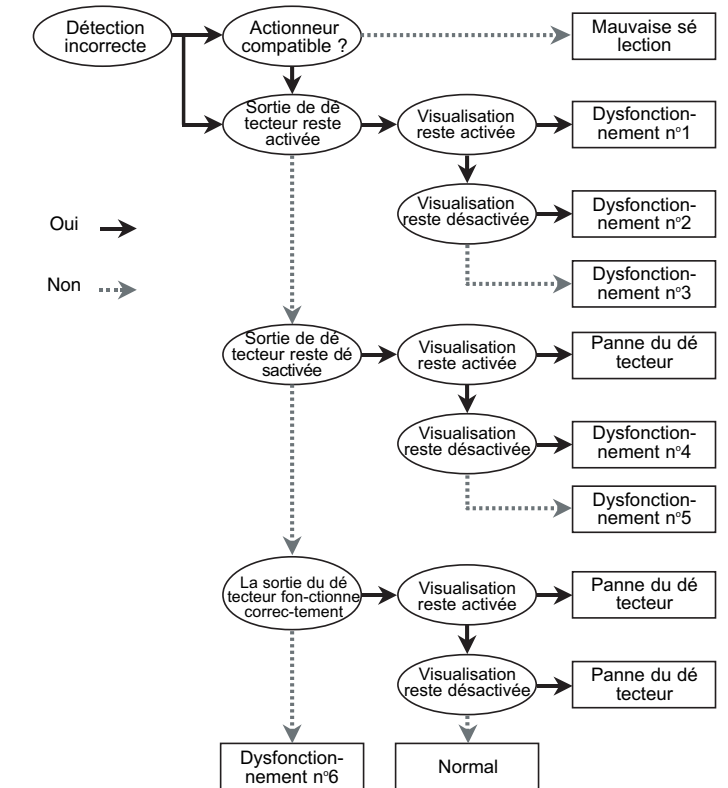 Détection
incorrecte
Actionneur
compatible ?
Mauvaise sé
lection
Sortie de dé
tecteur reste
activée
Visualisation
reste activée
Dysfonction-
nement n°1
Visualisation
reste désactivée
Dysfonction-
nement n°2
Oui
Non
Dysfonction-
nement n°3
Sortie de dé
tecteur reste dé
sactivée
Visualisation
reste activée
Panne du dé
tecteur
Visualisation
reste désactivée
Dysfonction-
nement n°4
Dysfonction-
nement n°5
La sortie du dé
tecteur fon-ctionne
correc-tement
Visualisation
reste activée
Panne du dé
tecteur
Visualisation
reste désactivée
Panne du dé
tecteur
Dysfonction-
nement n°6
Normal